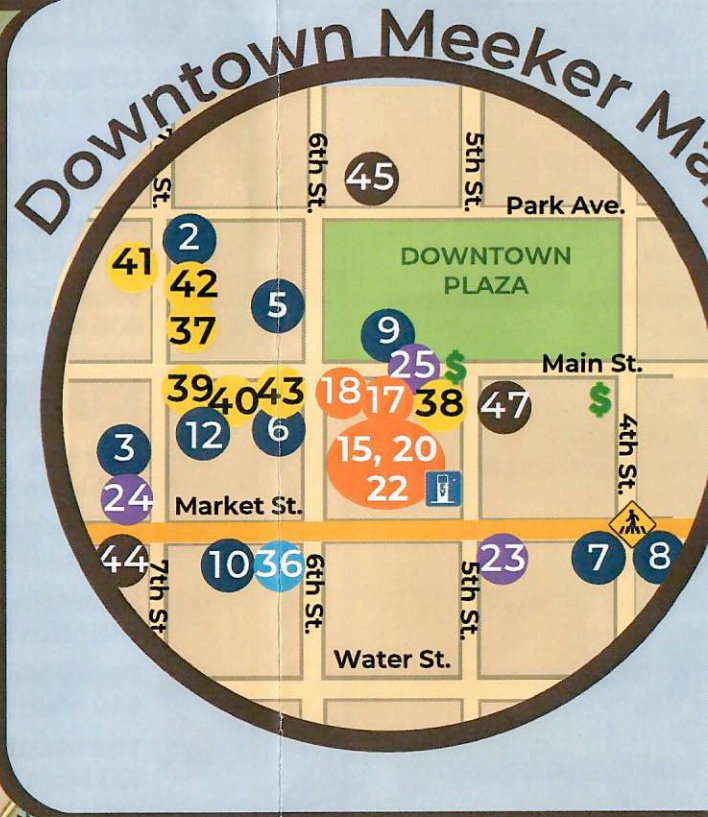 Downtown Meeker Map
6th St.
5th St.
45
Park Ave.
St.
2
41
42
5
37
DOWNTOWN
PLAZA
9
25 $
Main St.
39 40 43
18 17 38 47
$
12 6
3
15, 20
22
4th St.
24
Market St.
44
7th St
10 36
6th St.
5th St.
23
7 8
Water St.